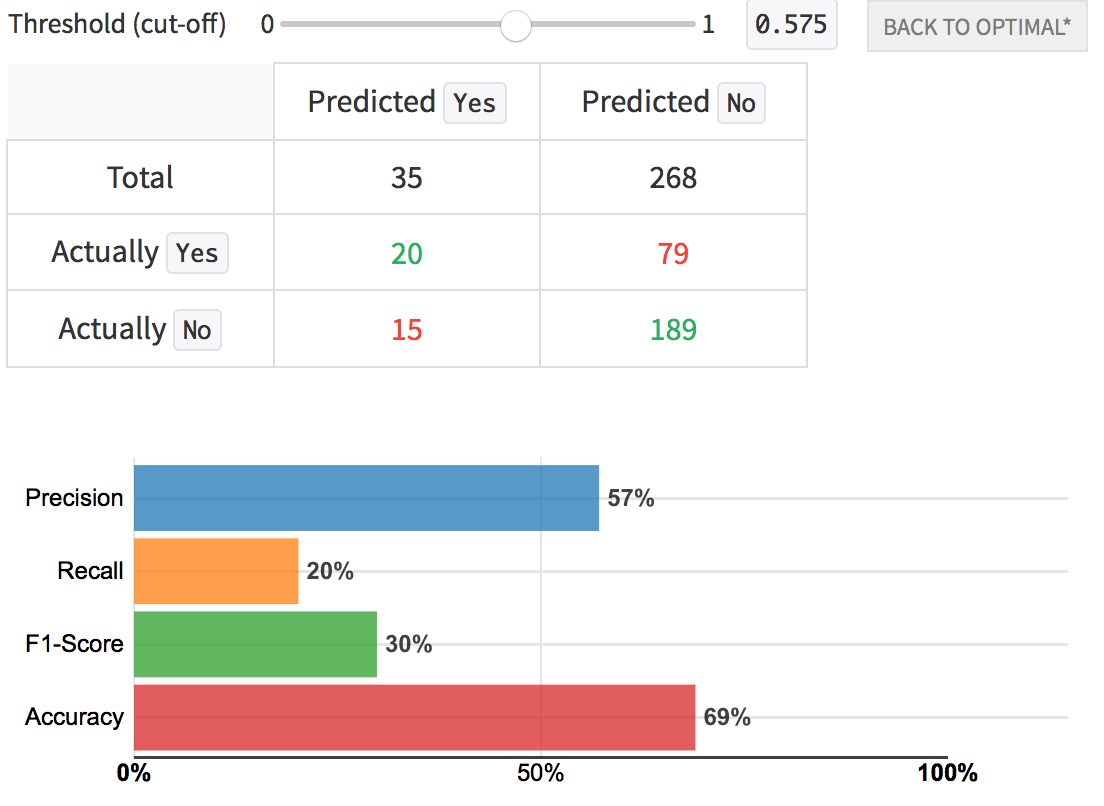 Threshold (cut-off) 0 1 0.575 BACK TO OPTIMAL*
Predicted Yes Predicted No
Total 35 268
Actually Yes 20 79
Actually No 15 189
Precision 57%
Recall 20%
F1-Score 30%
Accuracy 69%
0% 50% 100%